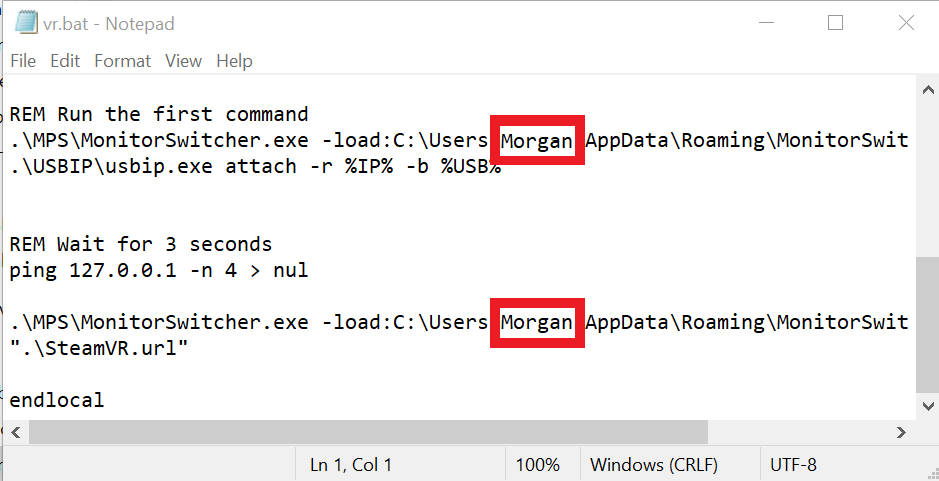 vr.bat - Notepad
File Edit Format View Help
REM Run the first command
.\MPS\MonitorSwitcher.exe -load:C:\Users Morgan AppData\Roaming\MonitorSwit
.\USBIP\usbip.exe attach -r %IP% -b %USB%
REM Wait for 3 seconds
ping 127.0.0.1 -n 4 > nul
.\MPS\MonitorSwitcher.exe -load:C:\Users Morgan AppData\Roaming\MonitorSwit
".\SteamVR.url"
endlocal
Ln 1, Col 1 100% Windows (CRLF) UTF-8